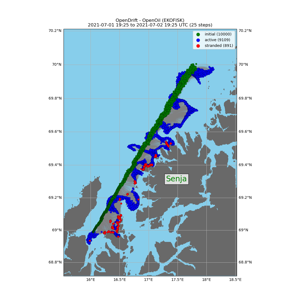 OpenDrift - OpenOil (EKOFISK)
2021-07-01 19:25 to 2021-07-02 19:25 UTC (25 steps)
70.2°N
70.2°N
initial (10000)
active (9109)
stranded (891)
70°N
70°N
69.8°N
69.8°N
69.6°N
69.6°N
69.4°N
69.4°N
Senja
69.2°N
69.2°N
69°N
69°N
68.8°N
68.8°N
16°E
16.5°E
17°E
17.5°E
18°E
18.5°E